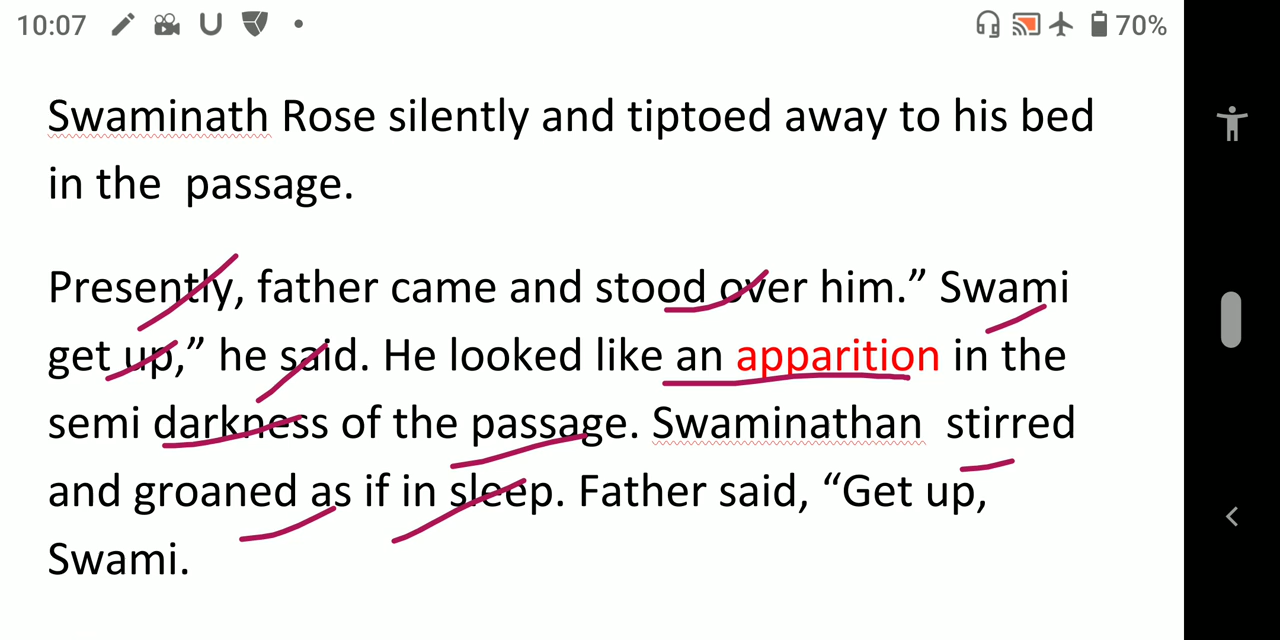 10:07 70%
Swaminath Rose silently and tiptoed away to his bed
in the passage.
Presently, father came and stood over him.” Swami
get up,” he said. He looked like an apparition in the
semi darkness of the passage. Swaminathan stirred
and groaned as if in sleep. Father said, “Get up,
Swami.